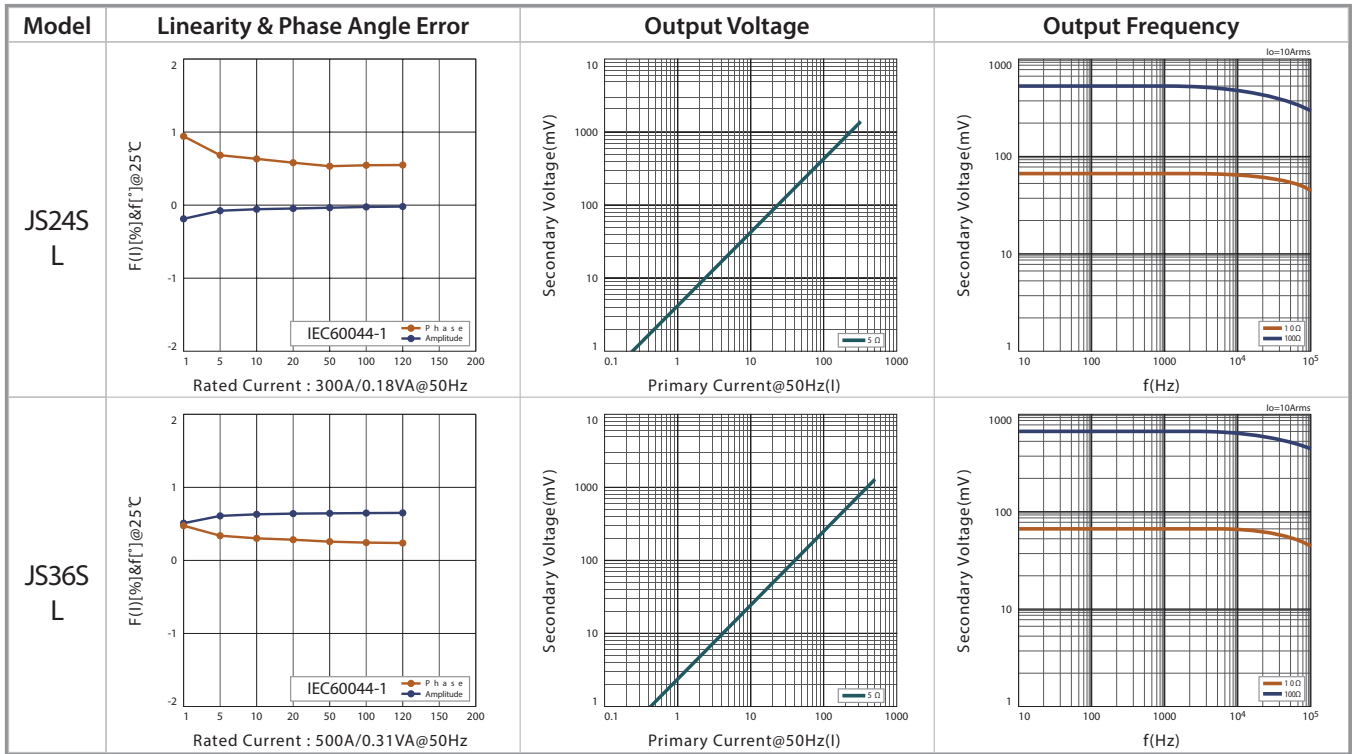 Model Linearity & Phase Angle Error Output Voltage Output Frequency
JS24S
L
F(I)[%]&f[°]@25℃
2
1
0
-1
-2
IEC60044-1
Phase
Amplitude
1 5 10 20 50 100 120 150 200
Rated Current : 300A/0.18VA@50Hz
Secondary Voltage(mV)
10
1000
100
10
1
5 Ω
0.1 1 10 100 1000
Primary Current@50Hz(I)
Io=10Arms
Secondary Voltage(mV)
1000
100
10
1
10Ω
100Ω
10 100 1000 10⁴ 10⁵
f(Hz)
JS36S
L
F(I)[%]&f[°]@25℃
2
1
0
-1
-2
IEC60044-1
Phase
Amplitude
1 5 10 20 50 100 120 150 200
Rated Current : 500A/0.31VA@50Hz
Secondary Voltage(mV)
10
1000
100
10
1
5 Ω
0.1 1 10 100 1000
Primary Current@50Hz(I)
Io=10Arms
Secondary Voltage(mV)
1000
100
10
1
10Ω
100Ω
10 100 1000 10⁴ 10⁵
f(Hz)